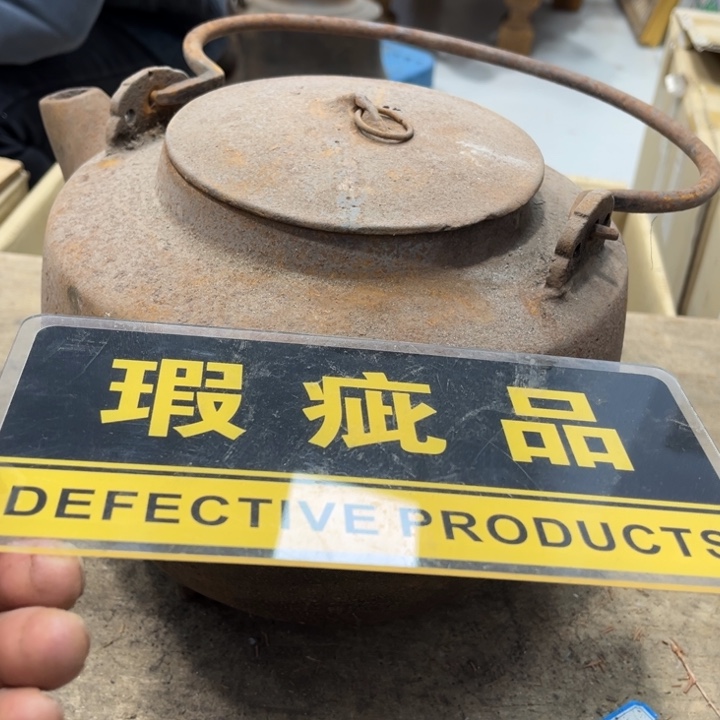 瑕疵品
DEFECTIVE PRODUCTS